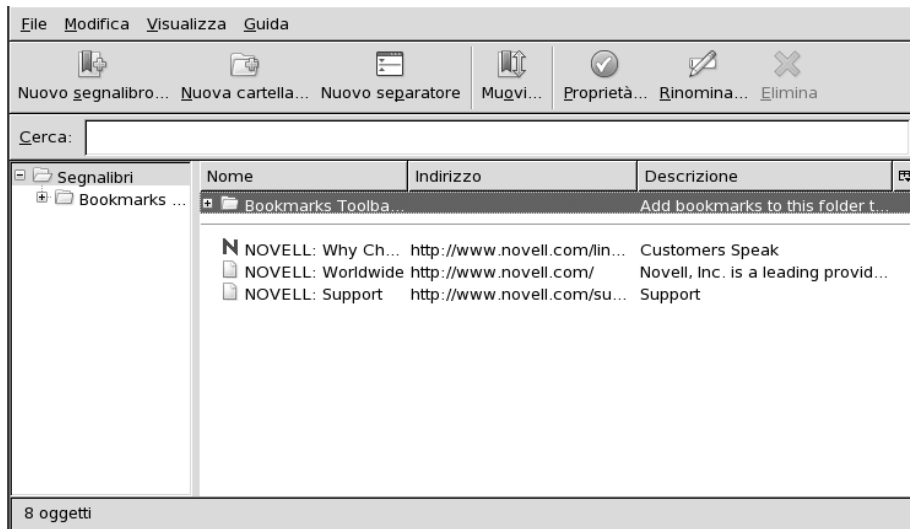 File Modifica Visualizza Guida
Nuovo segnalibro... Nuova cartella... Nuovo separatore Muovi... Proprietà... Rinomina... Elimina
Cerca:
Segnalibri Nome Indirizzo Descrizione
Bookmarks ... Bookmarks Toolba... Add bookmarks to this folder t...
N NOVELL: Why Ch... http://www.novell.com/lin... Customers Speak
NOVELL: Worldwide http://www.novell.com/ Novell, Inc. is a leading provid...
NOVELL: Support http://www.novell.com/su... Support
8 oggetti